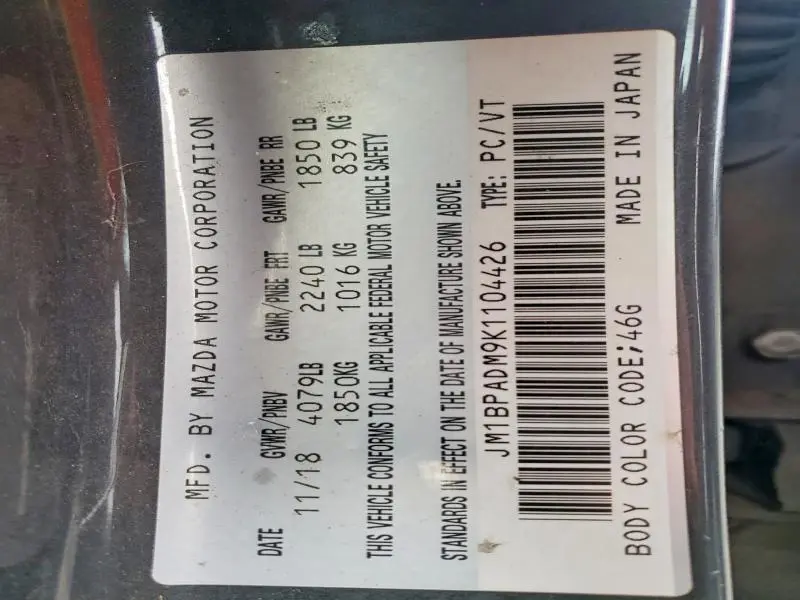 MFD. BY MAZDA MOTOR CORPORATION
DATE GVWR/PNBV GAWR/PNBE FRT GAWR/PNBE RR
11/18 4079LB 2240 LB 1850 LB
1850KG 1016 KG 839 KG
THIS VEHICLE CONFORMS TO ALL APPLICABLE FEDERAL MOTOR VEHICLE SAFETY
STANDARDS IN EFFECT ON THE DATE OF MANUFACTURE SHOWN ABOVE.
JM1BPADM9K1104426 TYPE: PC/VT
BODY COLOR CODE;46G MADE IN JAPAN